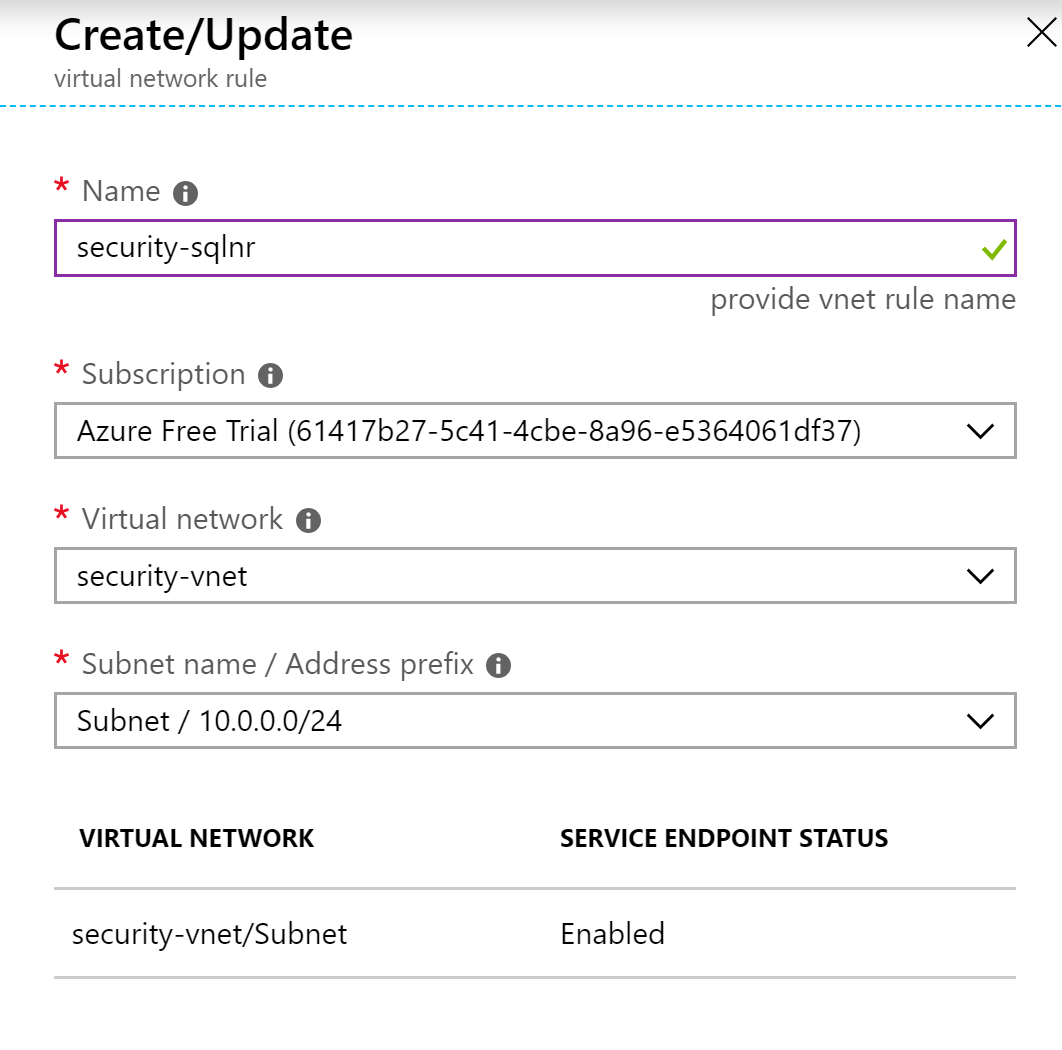 Create/Update
virtual network rule
* Name
security-sqlnr
provide vnet rule name
* Subscription
Azure Free Trial (61417b27-5c41-4cbe-8a96-e5364061df37)
* Virtual network
security-vnet
* Subnet name / Address prefix
Subnet / 10.0.0.0/24
VIRTUAL NETWORK SERVICE ENDPOINT STATUS
security-vnet/Subnet Enabled